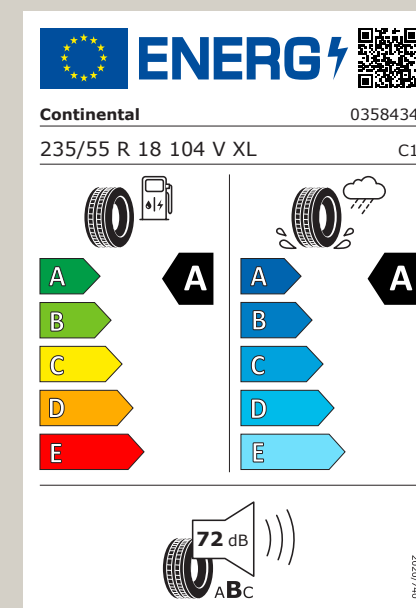 ENERG
Continental 0358434
235/55 R 18 104 V XL C1
A A
B
C
D
E
A A
B
C
D
E
72 dB
ABC